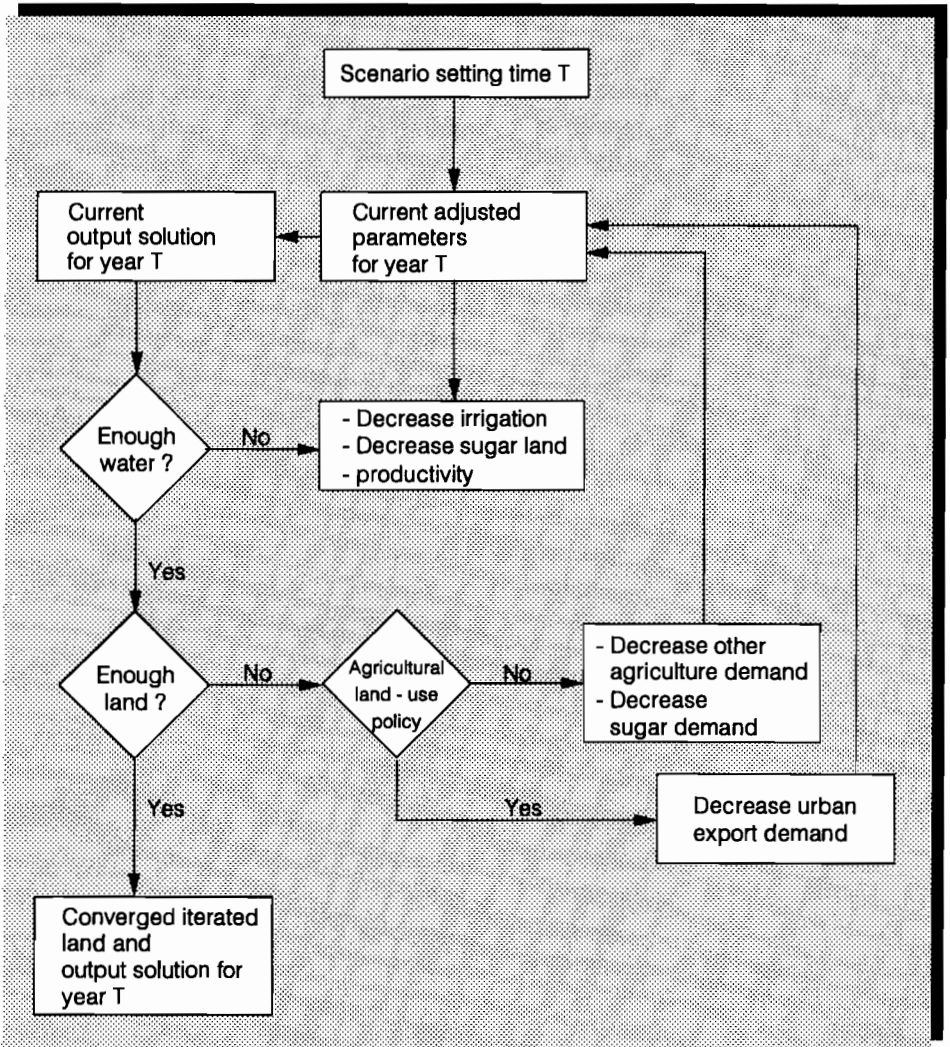 Scenario setting time T
Current
output solution
for year T
Current adjusted
parameters
for year T
Enough
water ?
No
- Decrease irrigation
- Decrease sugar land
- productivity
Yes
Enough
land ?
No
Agricultural
land - use
policy
No
- Decrease other
agriculture demand
- Decrease
sugar demand
Yes
Yes
Decrease urban
export demand
Converged iterated
land and
output solution for
year T